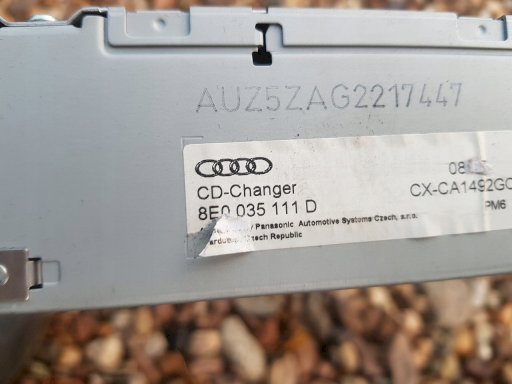 AUZ5ZAG2217447
CD-Changer
8E0 035 111 D
CX-CA1492GC
PM6
/ Panasonic Automotive Systems Czech, s.r.o.
Czech Republic